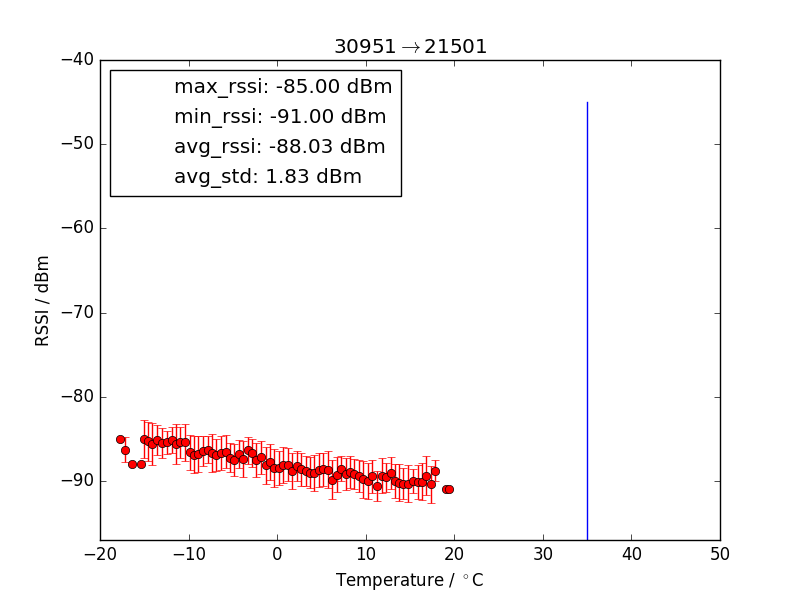 30951→21501
max_rssi: -85.00 dBm
min_rssi: -91.00 dBm
avg_rssi: -88.03 dBm
avg_std: 1.83 dBm
RSSI / dBm
−40
−50
−60
−70
−80
−90
−20 −10 0 10 20 30 40 50
Temperature / °C